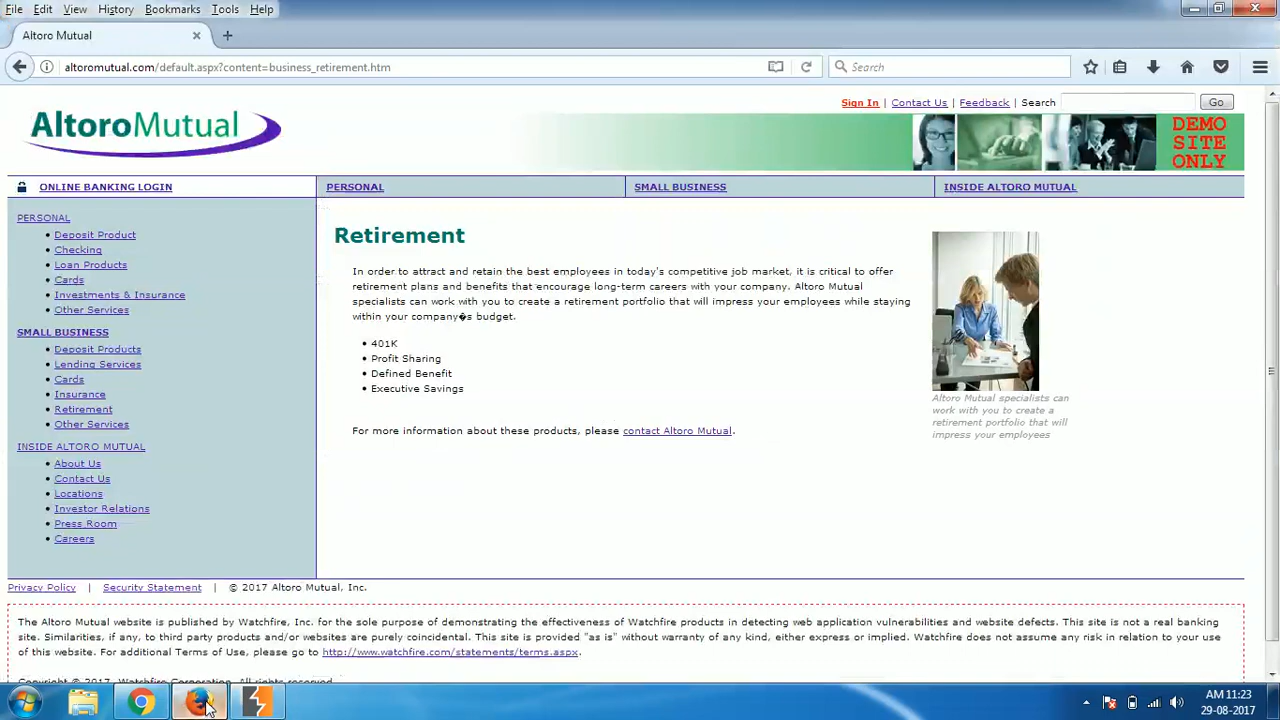 File Edit View History Bookmarks Tools Help
Altoro Mutual
altoromutual.com/default.aspx?content=business_retirement.htm
Search
Sign In | Contact Us | Feedback | Search
Go
AltoroMutual
DEMO
SITE
ONLY
ONLINE BANKING LOGIN
PERSONAL
SMALL BUSINESS
INSIDE ALTORO MUTUAL
PERSONAL
Deposit Product
Checking
Loan Products
Cards
Investments & Insurance
Other Services
SMALL BUSINESS
Deposit Products
Lending Services
Cards
Insurance
Retirement
Other Services
INSIDE ALTORO MUTUAL
About Us
Contact Us
Locations
Investor Relations
Press Room
Careers
Retirement
In order to attract and retain the best employees in today's competitive job market, it is critical to offer
retirement plans and benefits that encourage long-term careers with your company. Altoro Mutual
specialists can work with you to create a retirement portfolio that will impress your employees while staying
within your company�s budget.
401K
Profit Sharing
Defined Benefit
Executive Savings
For more information about these products, please contact Altoro Mutual.
Altoro Mutual specialists can
work with you to create a
retirement portfolio that will
impress your employees
Privacy Policy | Security Statement | © 2017 Altoro Mutual, Inc.
The Altoro Mutual website is published by Watchfire, Inc. for the sole purpose of demonstrating the effectiveness of Watchfire products in detecting web application vulnerabilities and website defects. This site is not a real banking
site. Similarities, if any, to third party products and/or websites are purely coincidental. This site is provided "as is" without warranty of any kind, either express or implied. Watchfire does not assume any risk in relation to your use
of this website. For additional Terms of Use, please go to http://www.watchfire.com/statements/terms.aspx.
Copyright © 2017, Watchfire Corporation, All rights reserved.
AM 11:23
29-08-2017